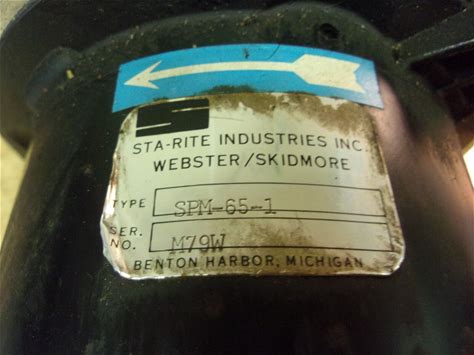 STA-RITE INDUSTRIES INC.
WEBSTER/SKIDMORE
TYPE SPM-65-1
SER. NO. M79W
BENTON HARBOR, MICHIGAN